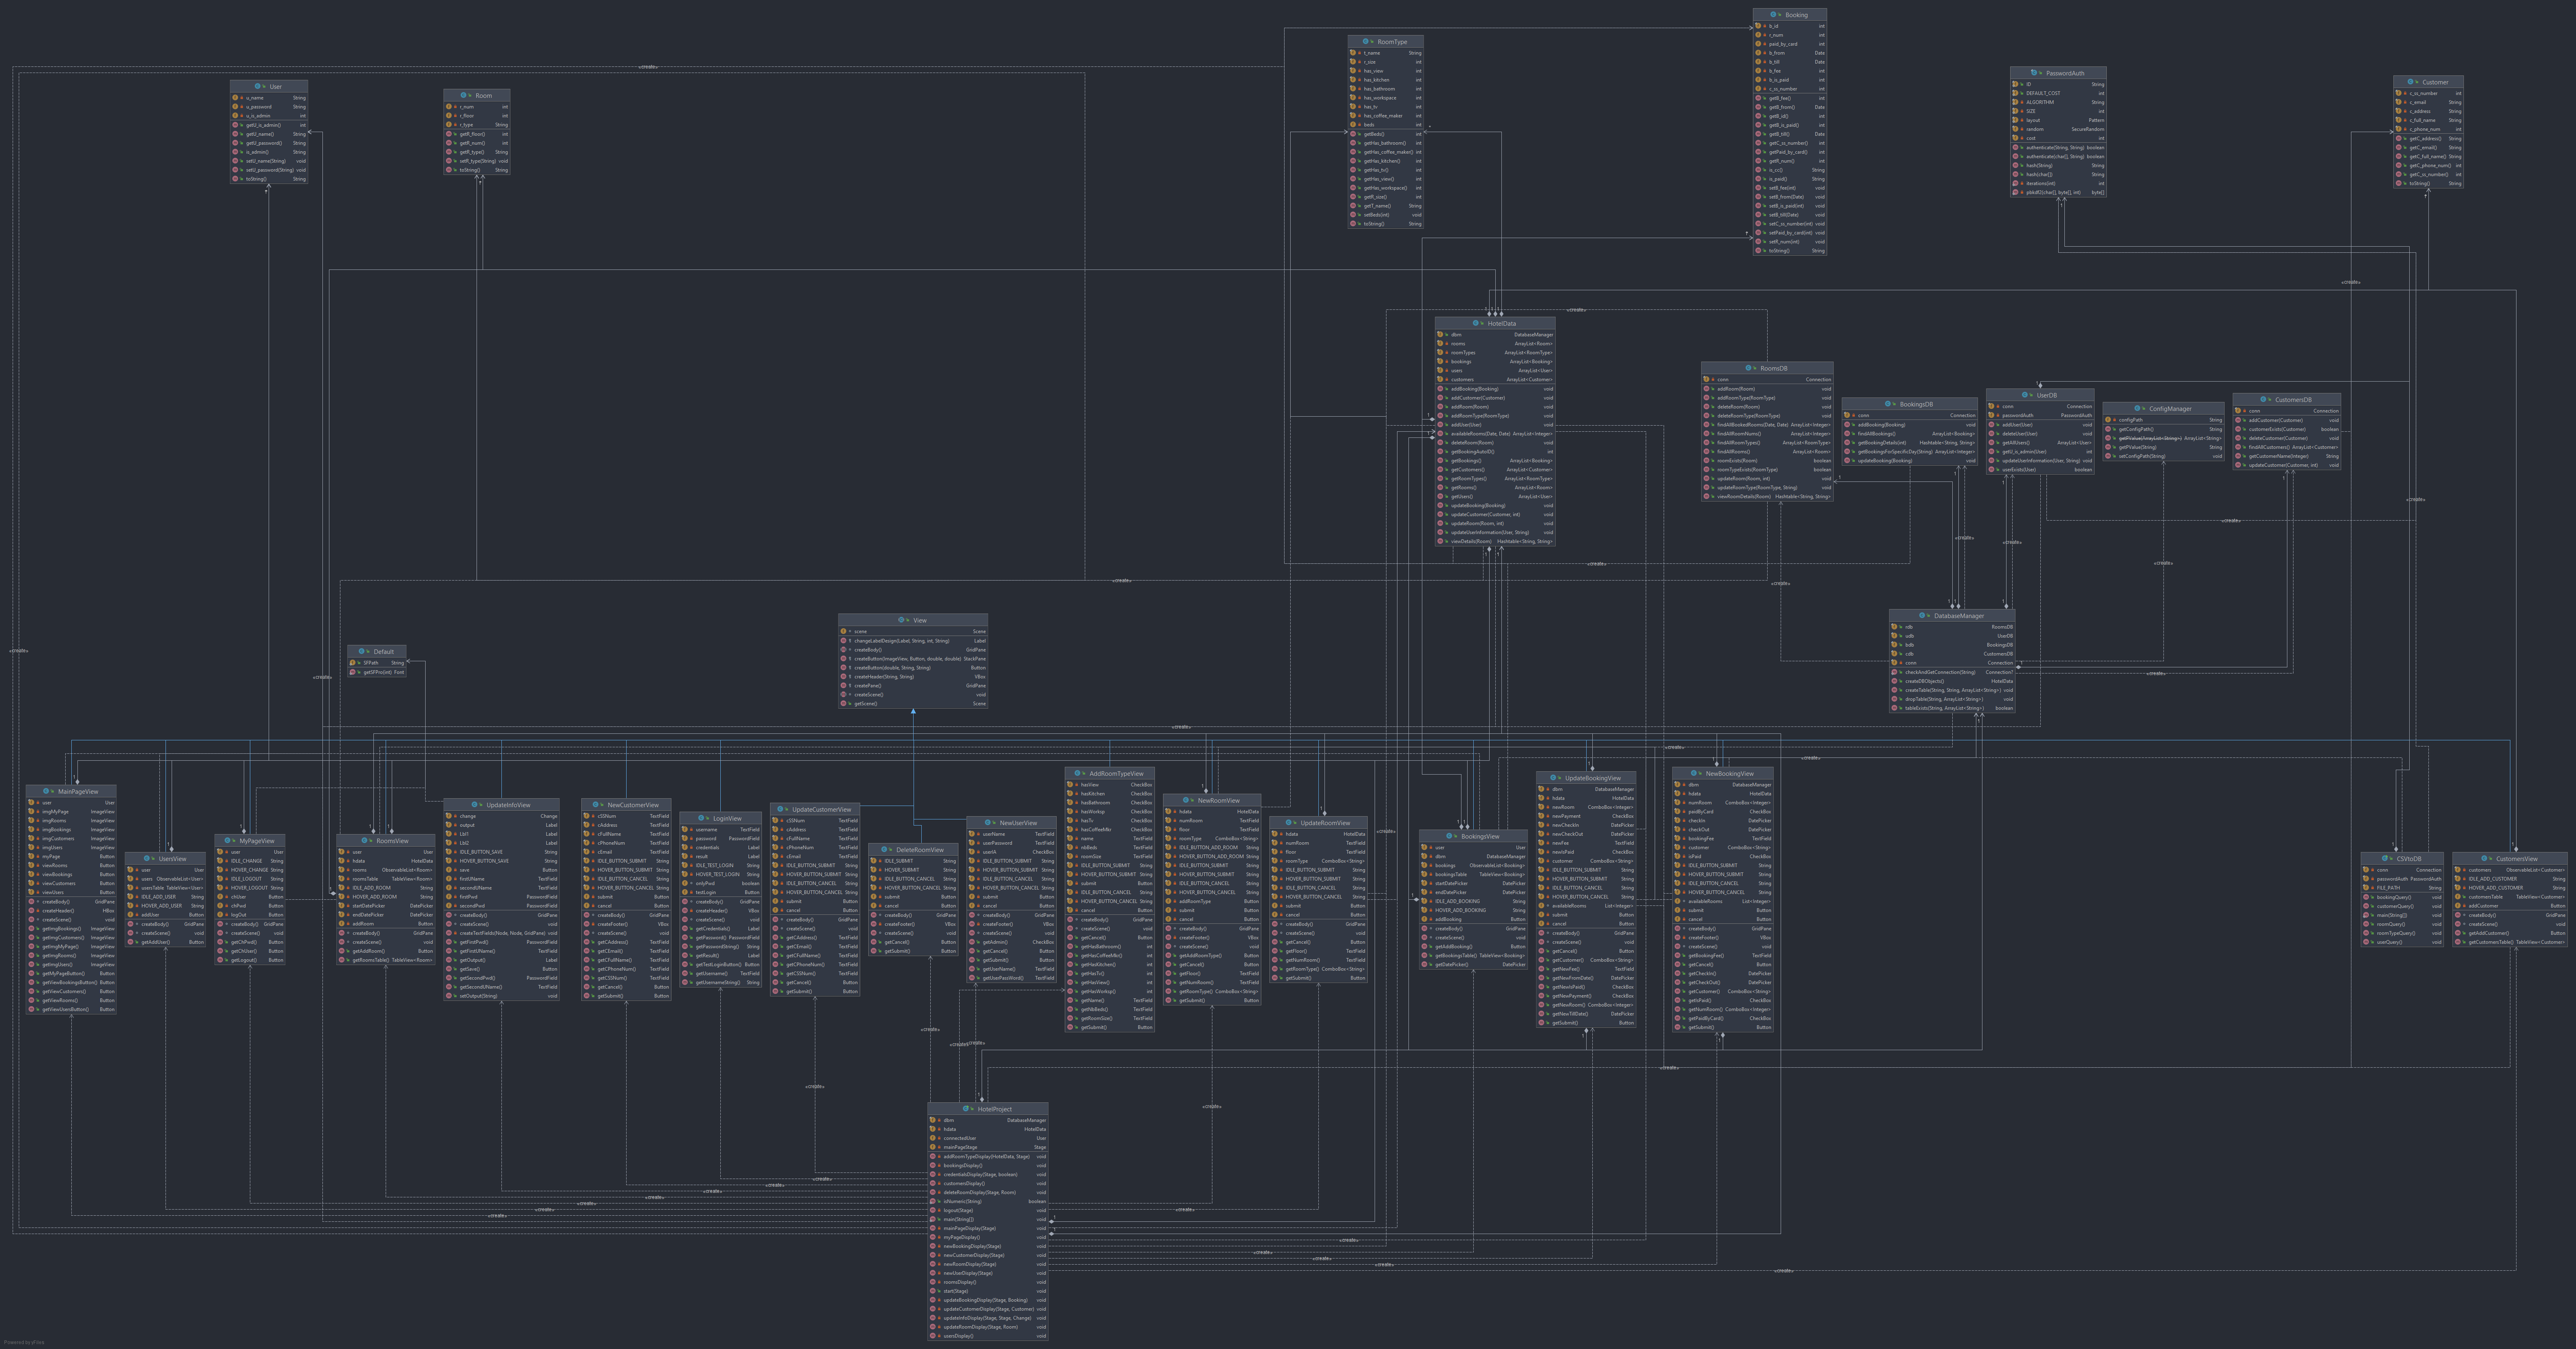 Booking
b_id int
r_num int
paid_by_card int
b_from Date
b_till Date
b_fee int
b_is_paid int
c_ss_number int
getB_fee() int
getB_from() Date
getB_id() int
getB_is_paid() int
getB_till() Date
getC_ss_number() int
getPaid_by_card() int
getR_num() int
is_cc() String
is_paid() String
setB_fee(int) void
setB_from(Date) void
setB_is_paid(int) void
setB_till(Date) void
setC_ss_number(int) void
setPaid_by_card(int) void
setR_num(int) void
toString() String
RoomType
t_name String
r_size int
has_view int
has_kitchen int
has_bathroom int
has_workspace int
has_tv int
has_coffee_maker int
beds int
getBeds() int
getHas_bathroom() int
getHas_coffee_maker() int
getHas_kitchen() int
getHas_tv() int
getHas_view() int
getHas_workspace() int
getR_size() int
getT_name() String
setBeds(int) void
toString() String
PasswordAuth
ID String
DEFAULT_COST int
ALGORITHM String
SIZE int
layout Pattern
random SecureRandom
cost int
authenticate(String, String) boolean
authenticate(char[], String) boolean
hash(String) String
hash(char[]) String
iterations(int) int
pbkdf2(char[], byte[], int) byte[]
Customer
c_ss_number int
c_email String
c_address String
c_full_name String
c_phone_num int
getC_address() String
getC_email() String
getC_full_name() String
getC_phone_num() int
getC_ss_number() int
toString() String
User
u_name String
u_password String
u_is_admin int
getU_is_admin() int
getU_name() String
getU_password() String
is_admin() String
setU_name(String) void
setU_password(String) void
toString() String
Room
r_num int
r_floor int
r_type String
getR_floor() int
getR_num() int
getR_type() String
setR_type(String) void
toString() String
HotelData
dbm DatabaseManager
rooms ArrayList<Room>
roomTypes ArrayList<RoomType>
bookings ArrayList<Booking>
users ArrayList<User>
customers ArrayList<Customer>
addBooking(Booking) void
addCustomer(Customer) void
addRoom(Room) void
addRoomType(RoomType) void
addUser(User) void
availableRooms(Date, Date) ArrayList<Integer>
deleteRoom(Room) void
getBookingAutoID() int
getBookings() ArrayList<Booking>
getCustomers() ArrayList<Customer>
getRoomTypes() ArrayList<RoomType>
getRooms() ArrayList<Room>
getUsers() ArrayList<User>
updateBooking(Booking) void
updateCustomer(Customer, int) void
updateRoom(Room, int) void
updateUserInformation(User, String) void
viewDetails(Room) Hashtable<String, String>
RoomsDB
conn Connection
addRoom(Room) void
addRoomType(RoomType) void
deleteRoom(Room) void
deleteRoomType(RoomType) void
findAllBookedRooms(Date, Date) ArrayList<Integer>
findAllRoomNums() ArrayList<Integer>
findAllRoomTypes() ArrayList<RoomType>
findAllRooms() ArrayList<Room>
roomExists(Room) boolean
roomTypeExists(RoomType) boolean
updateRoom(Room, int) void
updateRoomType(RoomType, String) void
viewRoomDetails(Room) Hashtable<String, String>
BookingsDB
conn Connection
addBooking(Booking) void
findAllBookings() ArrayList<Booking>
getBookingDetails(int) Hashtable<String, String>
getBookingsForSpecificDay(String) ArrayList<Integer>
updateBooking(Booking) void
UserDB
conn Connection
passwordAuth PasswordAuth
addUser(User) void
deleteUser(User) void
getAllUsers() ArrayList<User>
getU_is_admin(User) int
updateUserInformation(User, String) void
userExists(User) boolean
ConfigManager
configPath String
getConfigPath() String
getPValue(ArrayList<String>) ArrayList<String>
getPValue(String) String
setConfigPath(String) void
CustomersDB
conn Connection
addCustomer(Customer) void
customerExists(Customer) boolean
deleteCustomer(Customer) void
findAllCustomers() ArrayList<Customer>
getCustomerName(Integer) String
updateCustomer(Customer, int) void
DatabaseManager
rdb RoomsDB
udb UserDB
bdb BookingsDB
cdb CustomersDB
conn Connection
checkAndGetConnection(String) Connection?
createDBObjects() HotelData
createTable(String, String, ArrayList<String>) void
dropTable(String, ArrayList<String>) void
tableExists(String, ArrayList<String>) boolean
View
scene Scene
changeLabelDesign(Label, String, int, String) Label
createBody() GridPane
createButton(ImageView, Button, double, double) StackPane
createButton(double, String, String) Button
createHeader(String, String) VBox
createPane() GridPane
createScene() void
getScene() Scene
Default
SFPath String
getSFPro(int) Font
MainPageView
user User
imgMyPage ImageView
imgRooms ImageView
imgBookings ImageView
imgCustomers ImageView
imgUsers ImageView
myPage Button
viewRooms Button
viewBookings Button
viewCustomers Button
viewUsers Button
createBody() GridPane
createHeader() HBox
createScene() void
getImgBookings() ImageView
getImgCustomers() ImageView
getImgMyPage() ImageView
getImgRooms() ImageView
getImgUsers() ImageView
getMyPageButton() Button
getViewBookingsButton() Button
getViewCustomers() Button
getViewRooms() Button
getViewUsersButton() Button
UsersView
user User
users ObservableList<User>
usersTable TableView<User>
IDLE_ADD_USER String
HOVER_ADD_USER String
addUser Button
createBody() GridPane
createScene() void
getAddUser() Button
MyPageView
user User
IDLE_CHANGE String
HOVER_CHANGE String
IDLE_LOGOUT String
HOVER_LOGOUT String
chUser Button
chPwd Button
logOut Button
createBody() GridPane
createScene() void
getChPwd() Button
getChUser() Button
getLogout() Button
RoomsView
user User
hdata HotelData
rooms ObservableList<Room>
roomsTable TableView<Room>
IDLE_ADD_ROOM String
HOVER_ADD_ROOM String
startDatePicker DatePicker
endDatePicker DatePicker
addRoom Button
createBody() GridPane
createScene() void
getAddRoom() Button
getRoomsTable() TableView<Room>
UpdateInfoView
change Change
output Label
Lbl1 Label
Lbl2 Label
IDLE_BUTTON_SAVE String
HOVER_BUTTON_SAVE String
save Button
firstUName TextField
secondUName TextField
firstPwd PasswordField
secondPwd PasswordField
createBody() GridPane
createScene() void
createTextFields(Node, Node, GridPane) void
getFirstPwd() PasswordField
getFirstUName() TextField
getOutput() Label
getSave() Button
getSecondPwd() PasswordField
getSecondUName() TextField
setOutput(String) void
NewCustomerView
cSSNum TextField
cAddress TextField
cFullName TextField
cPhoneNum TextField
cEmail TextField
IDLE_BUTTON_SUBMIT String
HOVER_BUTTON_SUBMIT String
IDLE_BUTTON_CANCEL String
HOVER_BUTTON_CANCEL String
submit Button
cancel Button
createBody() GridPane
createFooter() VBox
createScene() void
getCAddress() TextField
getCEmail() TextField
getCFullName() TextField
getCPhoneNum() TextField
getCSSNum() TextField
getCancel() Button
getSubmit() Button
LoginView
username TextField
password PasswordField
credentials Label
result Label
IDLE_TEST_LOGIN String
HOVER_TEST_LOGIN String
onlyPwd boolean
testLogin Button
createBody() GridPane
createHeader() VBox
getCredentials() Label
getPassword() PasswordField
getPasswordString() String
getResult() Label
getTestLoginButton() Button
getUsername() TextField
getUsernameString() String
UpdateCustomerView
cSSNum TextField
cAddress TextField
cFullName TextField
cPhoneNum TextField
cEmail TextField
IDLE_BUTTON_SUBMIT String
HOVER_BUTTON_SUBMIT String
IDLE_BUTTON_CANCEL String
HOVER_BUTTON_CANCEL String
submit Button
cancel Button
createBody() GridPane
createScene() void
getCAddress() TextField
getCEmail() TextField
getCFullName() TextField
getCPhoneNum() TextField
getCSSNum() TextField
getCancel() Button
getSubmit() Button
DeleteRoomView
IDLE_SUBMIT String
HOVER_SUBMIT String
IDLE_CANCEL String
HOVER_CANCEL String
submit Button
cancel Button
createBody() GridPane
createFooter() VBox
createScene() void
getCancel() Button
getSubmit() Button
NewUserView
userName TextField
userPassword TextField
userIA CheckBox
IDLE_BUTTON_SUBMIT String
HOVER_BUTTON_SUBMIT String
IDLE_BUTTON_CANCEL String
HOVER_BUTTON_CANCEL String
submit Button
cancel Button
createBody() GridPane
createFooter() VBox
createScene() void
getAdmin() CheckBox
getCancel() Button
getSubmit() Button
getUserName() TextField
getUserPassWord() TextField
AddRoomTypeView
hasView CheckBox
hasKitchen CheckBox
hasBathroom CheckBox
hasWorksp CheckBox
hasTv CheckBox
hasCoffeeMkr CheckBox
name TextField
nbBeds TextField
roomSize TextField
IDLE_BUTTON_SUBMIT String
HOVER_BUTTON_SUBMIT String
submit Button
IDLE_BUTTON_CANCEL String
HOVER_BUTTON_CANCEL String
cancel Button
createBody() GridPane
createScene() void
getCancel() Button
getHasBathroom() int
getHasCoffeeMkr() int
getHasKitchen() int
getHasTv() int
getHasView() int
getHasWorksp() int
getName() TextField
getNbBeds() TextField
getRoomSize() TextField
getSubmit() Button
NewRoomView
hdata HotelData
numRoom TextField
floor TextField
roomType ComboBox<String>
IDLE_BUTTON_ADD_ROOM String
HOVER_BUTTON_ADD_ROOM String
IDLE_BUTTON_SUBMIT String
HOVER_BUTTON_SUBMIT String
IDLE_BUTTON_CANCEL String
HOVER_BUTTON_CANCEL String
addRoomType Button
submit Button
cancel Button
createBody() GridPane
createFooter() VBox
createScene() void
getAddRoomType() Button
getCancel() Button
getFloor() TextField
getNumRoom() TextField
getRoomType() ComboBox<String>
getSubmit() Button
UpdateRoomView
hdata HotelData
numRoom TextField
floor TextField
roomType ComboBox<String>
IDLE_BUTTON_SUBMIT String
HOVER_BUTTON_SUBMIT String
IDLE_BUTTON_CANCEL String
HOVER_BUTTON_CANCEL String
submit Button
cancel Button
createBody() GridPane
createScene() void
getCancel() Button
getFloor() TextField
getNumRoom() TextField
getRoomType() ComboBox<String>
getSubmit() Button
BookingsView
user User
dbm DatabaseManager
bookings ObservableList<Booking>
bookingsTable TableView<Booking>
startDatePicker DatePicker
endDatePicker DatePicker
IDLE_ADD_BOOKING String
HOVER_ADD_BOOKING String
addBooking Button
createBody() GridPane
createScene() void
getAddBooking() Button
getBookingsTable() TableView<Booking>
getDatePicker() DatePicker
UpdateBookingView
dbm DatabaseManager
hdata HotelData
newRoom ComboBox<Integer>
newPayment CheckBox
newCheckIn DatePicker
newCheckOut DatePicker
newFee TextField
newIsPaid CheckBox
customer ComboBox<String>
IDLE_BUTTON_SUBMIT String
HOVER_BUTTON_SUBMIT String
IDLE_BUTTON_CANCEL String
HOVER_BUTTON_CANCEL String
availableRooms List<Integer>
submit Button
cancel Button
createBody() GridPane
createScene() void
getCancel() Button
getCustomer() ComboBox<String>
getNewFee() TextField
getNewFromDate() DatePicker
getNewIsPaid() CheckBox
getNewPayment() CheckBox
getNewRoom() ComboBox<Integer>
getNewTillDate() DatePicker
getSubmit() Button
NewBookingView
dbm DatabaseManager
hdata HotelData
numRoom ComboBox<Integer>
paidByCard CheckBox
checkIn DatePicker
checkOut DatePicker
bookingFee TextField
customer ComboBox<String>
isPaid CheckBox
IDLE_BUTTON_SUBMIT String
HOVER_BUTTON_SUBMIT String
IDLE_BUTTON_CANCEL String
HOVER_BUTTON_CANCEL String
availableRooms List<Integer>
submit Button
cancel Button
createBody() GridPane
createFooter() VBox
createScene() void
getBookingFee() TextField
getCancel() Button
getCheckIn() DatePicker
getCheckOut() DatePicker
getCustomer() ComboBox<String>
getIsPaid() CheckBox
getNumRoom() ComboBox<Integer>
getPaidByCard() CheckBox
getSubmit() Button
CSVtoDB
conn Connection
passwordAuth PasswordAuth
FILE_PATH String
bookingQuery() void
customerQuery() void
main(String[]) void
roomQuery() void
roomTypeQuery() void
userQuery() void
CustomersView
customers ObservableList<Customer>
IDLE_ADD_CUSTOMER String
HOVER_ADD_CUSTOMER String
customersTable TableView<Customer>
addCustomer Button
createBody() GridPane
createScene() void
getAddCustomer() Button
getCustomersTable() TableView<Customer>
HotelProject
dbm DatabaseManager
hdata HotelData
connectedUser User
mainPageStage Stage
addRoomTypeDisplay(HotelData, Stage) void
bookingsDisplay() void
credentialsDisplay(Stage, boolean) void
customersDisplay() void
deleteRoomDisplay(Stage, Room) void
isNumeric(String) boolean
logout(Stage) void
main(String[]) void
mainPageDisplay(Stage) void
myPageDisplay() void
newBookingDisplay(Stage) void
newCustomerDisplay(Stage) void
newRoomDisplay(Stage) void
newUserDisplay(Stage) void
roomsDisplay() void
start(Stage) void
updateBookingDisplay(Stage, Booking) void
updateCustomerDisplay(Stage, Customer) void
updateInfoDisplay(Stage, Stage, Change) void
updateRoomDisplay(Stage, Room) void
usersDisplay() void
«create»
Powered by yFiles